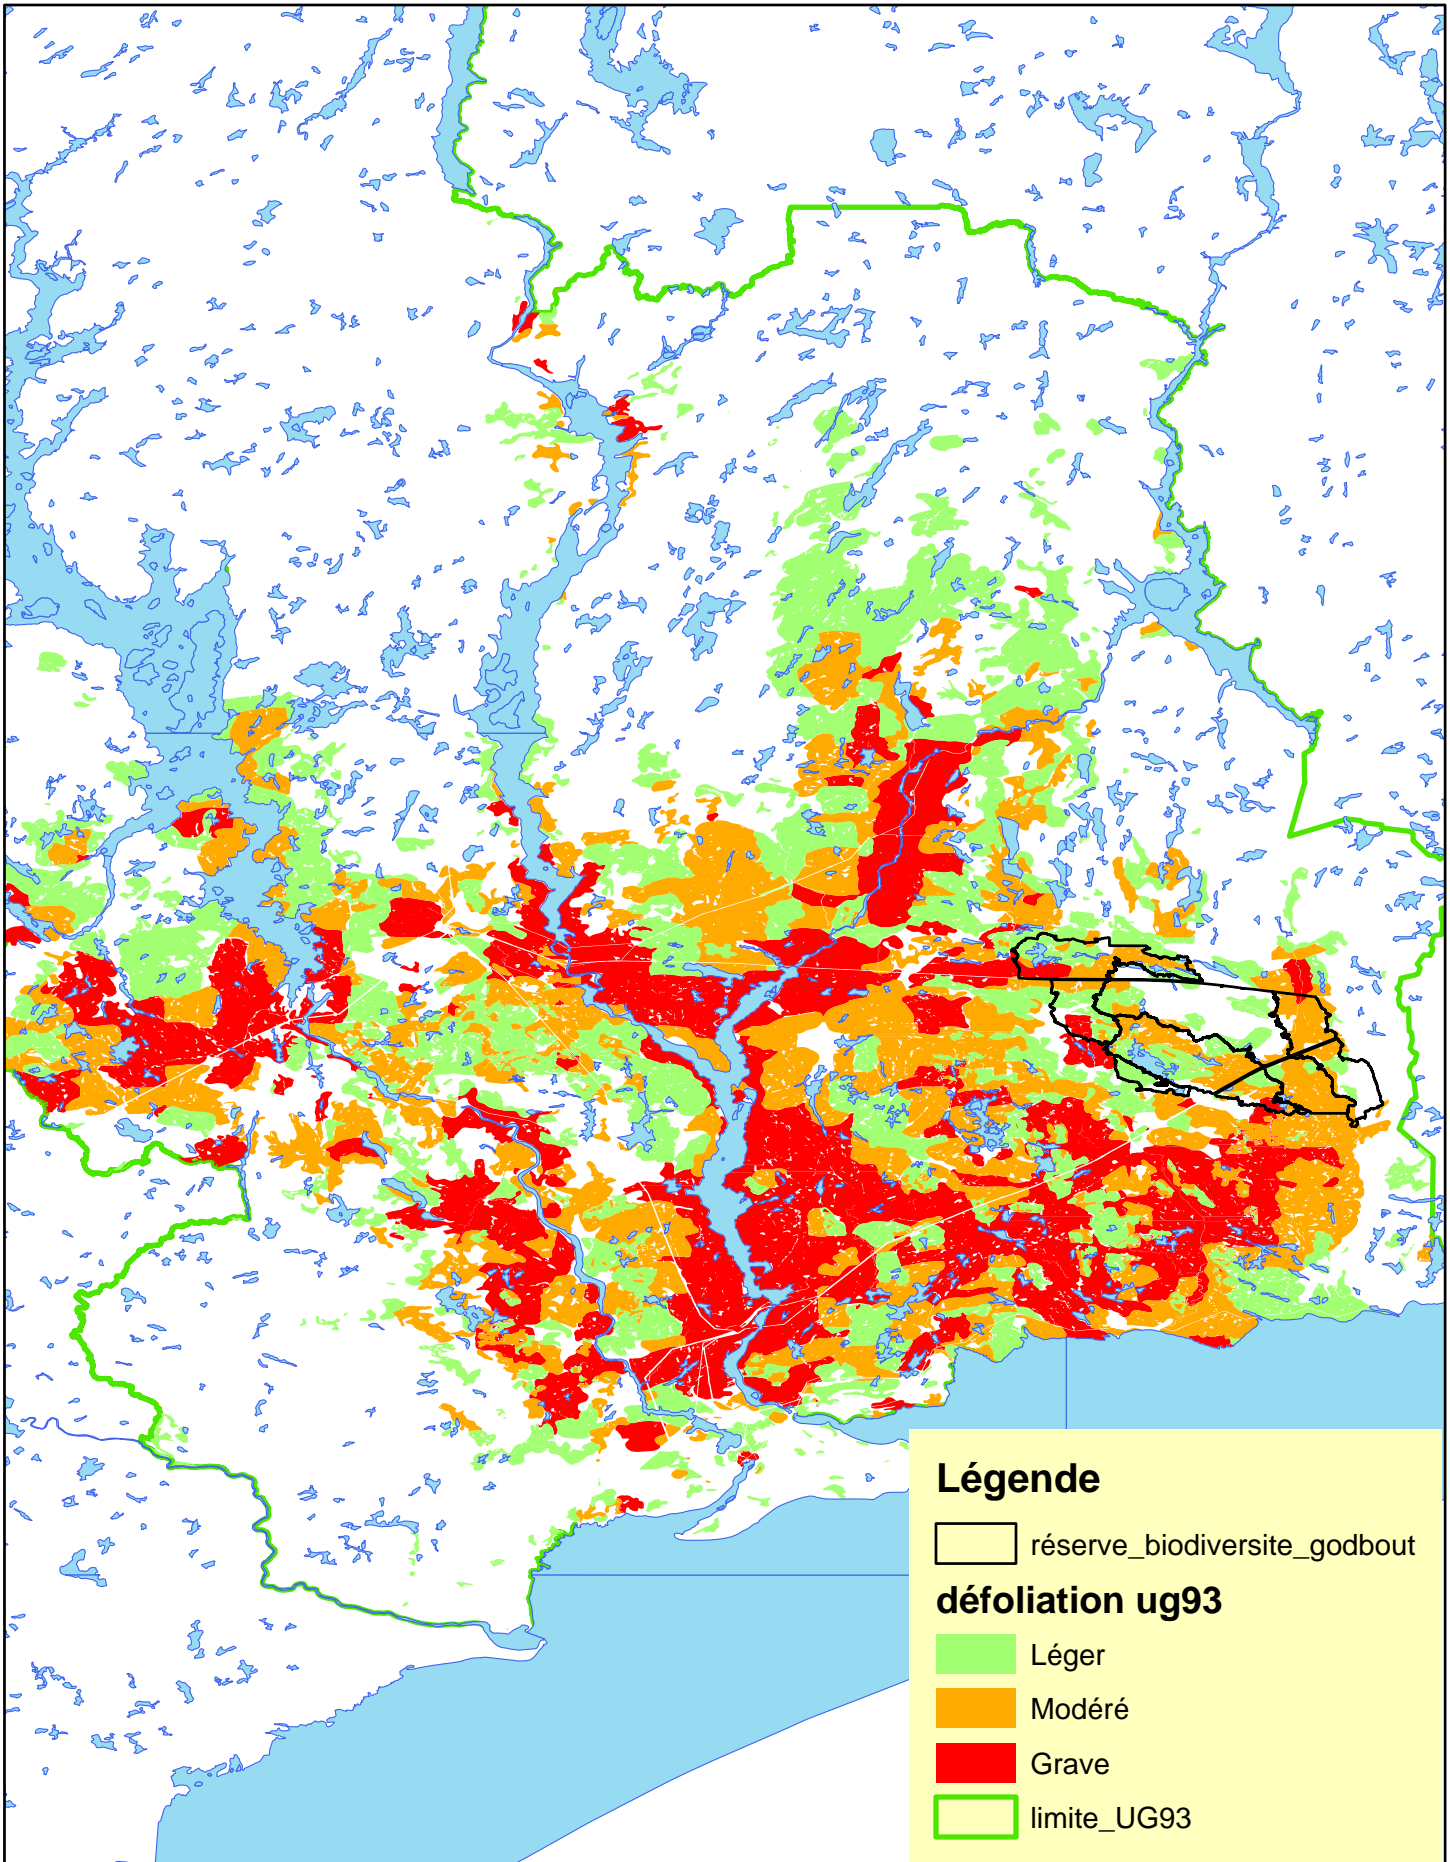 Légende
réserve_biodiversite_godbout
défoliation ug93
Léger
Modéré
Grave
limite_UG93